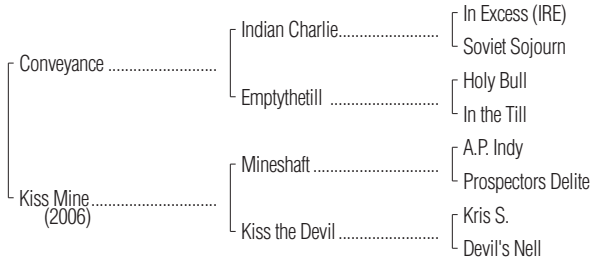 In Excess (IRE)
Indian Charlie....................
Soviet Sojourn
Conveyance ......................
Holy Bull
Emptythetill ......................
In the Till
A.P. Indy
Mineshaft .........................
Prospectors Delite
Kiss Mine.........................
(2006)
Kris S.
Kiss the Devil ....................
Devil's Nell